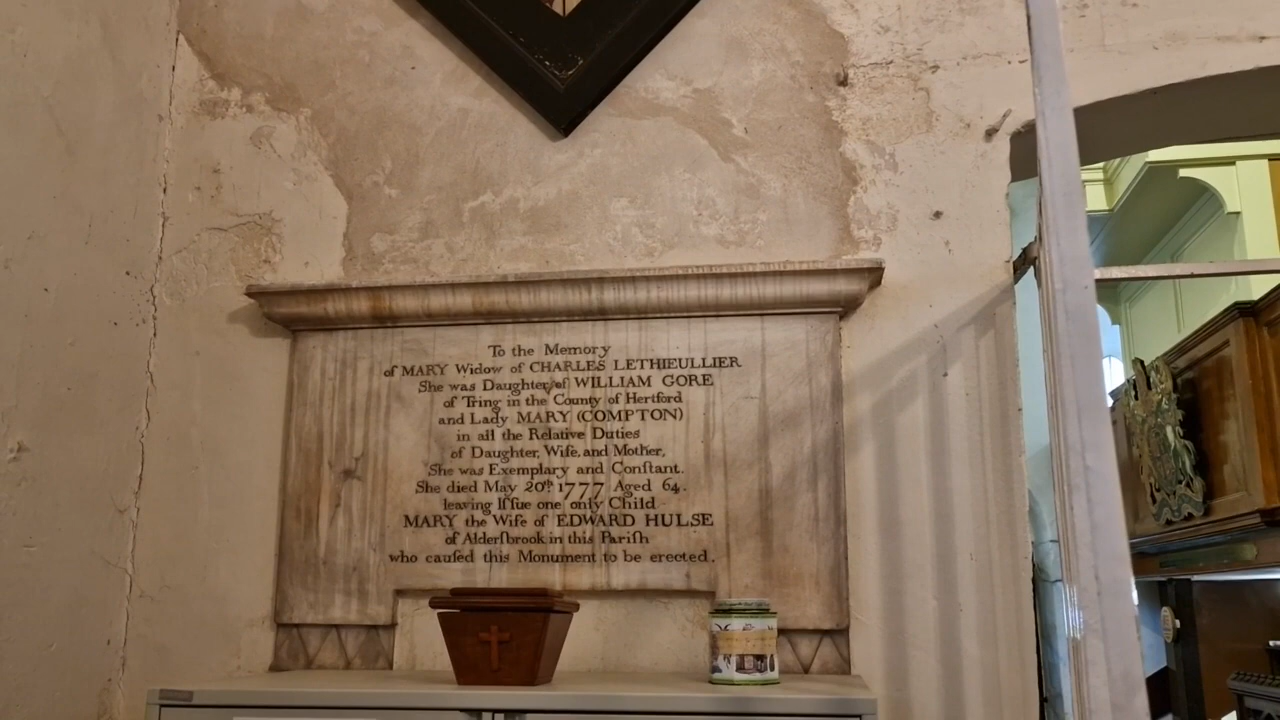 To the Memory
of MARY Widow of CHARLES LETHIEULLIER
She was Daughter of WILLIAM GORE
of Tring in the County of Hertford
and Lady MARY (COMPTON)
in all the Relative Duties
of Daughter, Wife, and Mother,
She was Exemplary and Conſtant.
She died May 20th 1777 Aged 64.
leaving Iſſue one only Child
MARY the Wife of EDWARD HULSE
of Alderſbrook in this Pariſh
who cauſed this Monument to be erected.